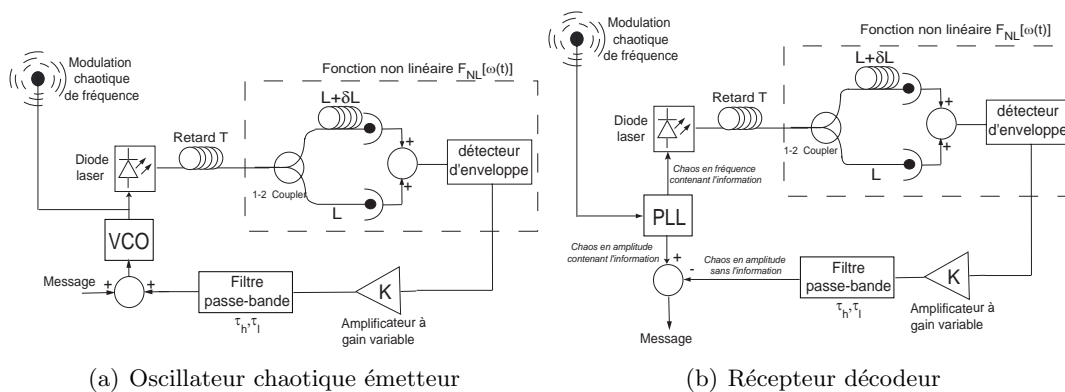 Modulation
chaotique
de fréquence
Fonction non linéaire F_NL[ω(t)]
L+δL
Retard T
Diode
laser
1-2 Coupler
L
+
+
détecteur
d'enveloppe
VCO
Message
+
+
Filtre
passe-bande
τ_h,τ_l
K
Amplificateur à
gain variable
(a) Oscillateur chaotique émetteur
Modulation
chaotique
de fréquence
Fonction non linéaire F_NL[ω(t)]
L+δL
Retard T
Diode
laser
1-2 Coupler
L
+
+
détecteur
d'enveloppe
Chaos en fréquence
contenant l'information
PLL
Chaos en amplitude
contenant l'information
+
-
Chaos en amplitude
sans l'information
Filtre
passe-bande
τ_h,τ_l
K
Amplificateur à
gain variable
Message
(b) Récepteur décodeur